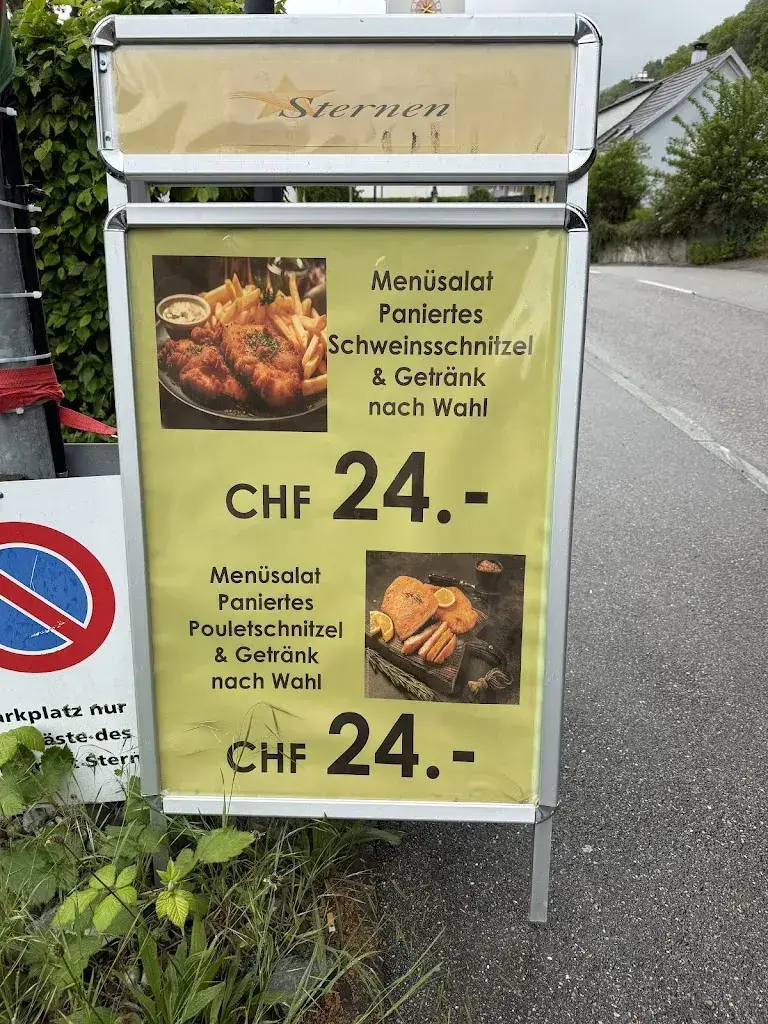 Sternen
Menüsalat
Paniertes
Schweinsschnitzel
& Getränk
nach Wahl
CHF 24.-
Menüsalat
Paniertes
Pouletschnitzel
& Getränk
nach Wahl
CHF 24.-
arkplatz nur
äste des
Stern